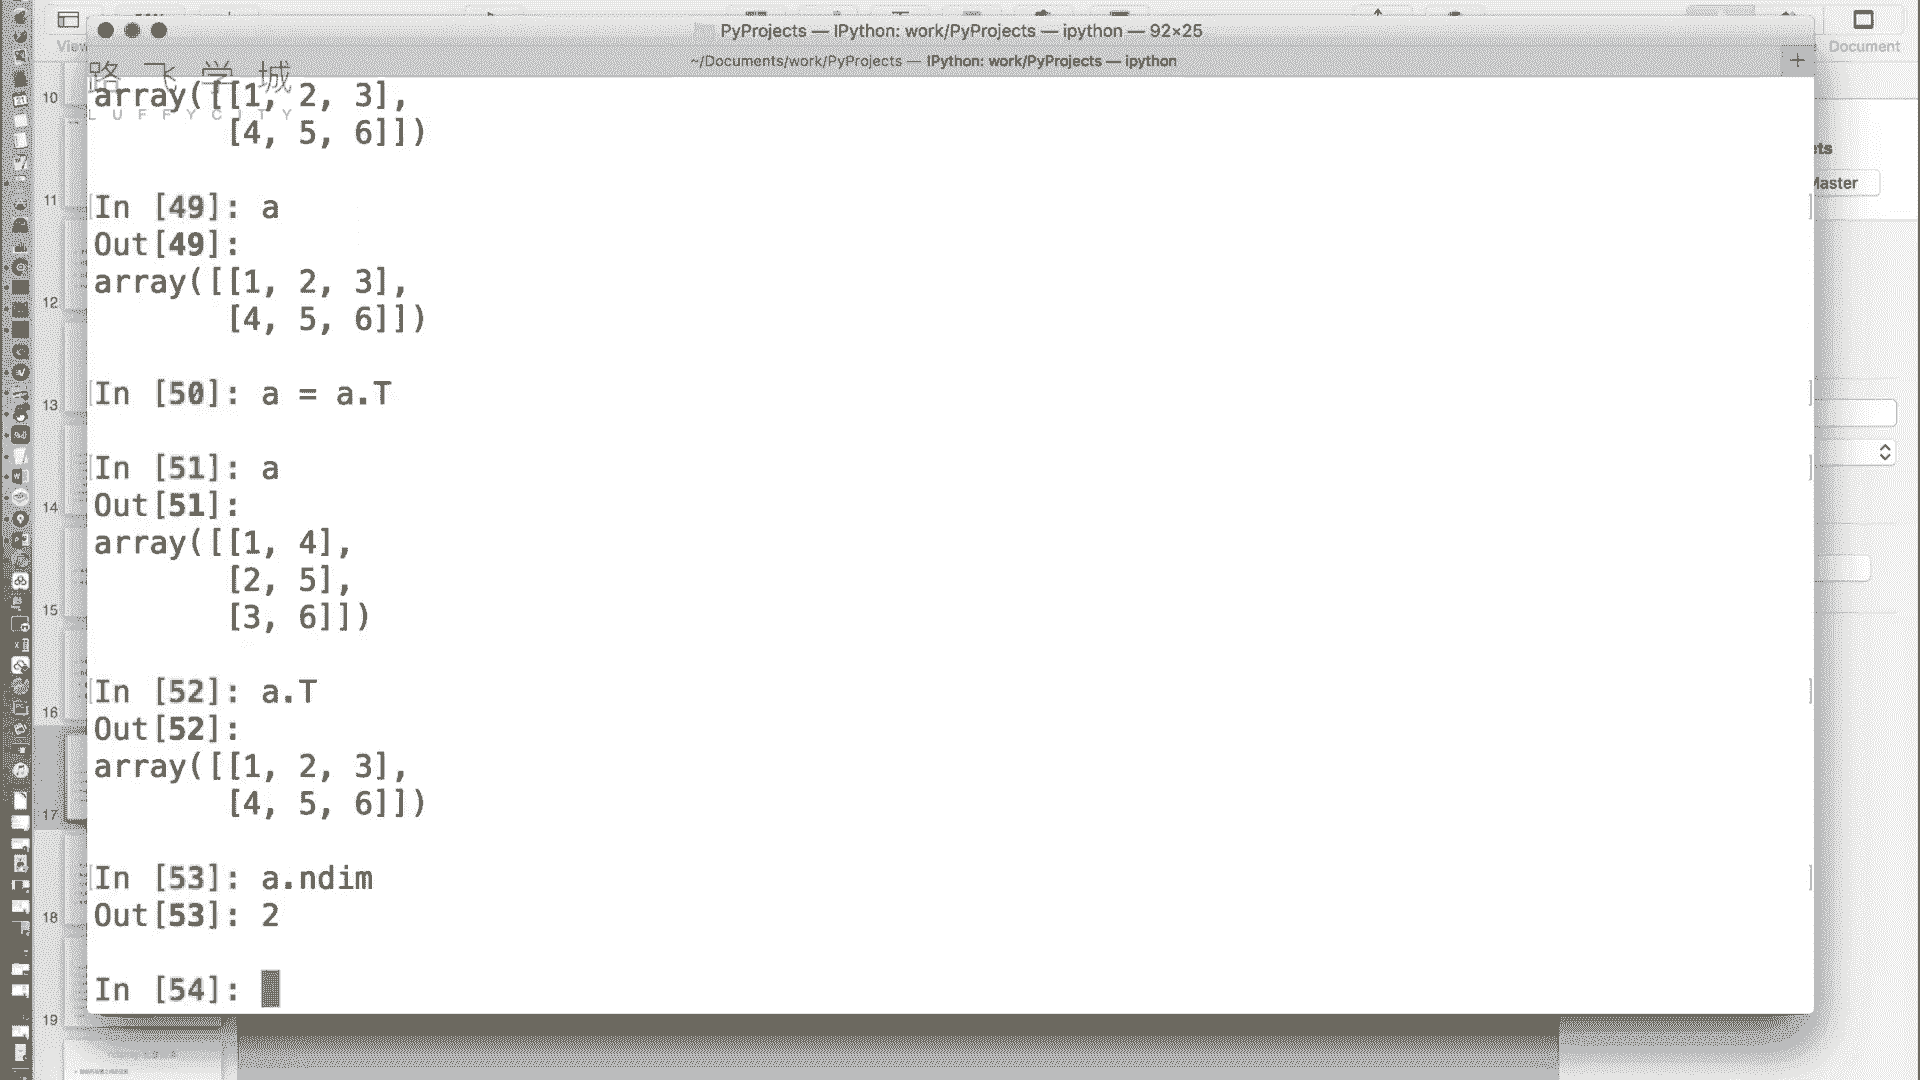 View
PyProjects — IPython: work/PyProjects — ipython — 92×25
Document
~/Documents/work/PyProjects — IPython: work/PyProjects — ipython
+
路飞学城
LUFFYCITY
array([[1, 2, 3],
       [4, 5, 6]])
In [49]: a
Out[49]:
array([[1, 2, 3],
       [4, 5, 6]])
In [50]: a = a.T
In [51]: a
Out[51]:
array([[1, 4],
       [2, 5],
       [3, 6]])
In [52]: a.T
Out[52]:
array([[1, 2, 3],
       [4, 5, 6]])
In [53]: a.ndim
Out[53]: 2
In [54]:
10
11
12
13
14
15
16
17
18
19
Master